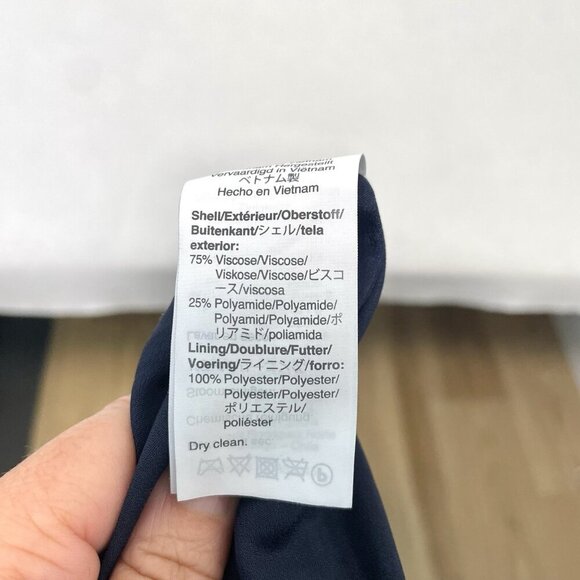 Vervaardigd in Vietnam
ベトナム製
Hecho en Vietnam
Shell/Extérieur/Oberstoff/
Buitenkant/シェル/tela
exterior:
75% Viscose/Viscose/
Viskose/Viscose/ビスコ
ース/viscosa
25% Polyamide/Polyamide/
Polyamid/Polyamide/ポ
リアミド/poliamida
Lining/Doublure/Futter/
Voering/ライニング/forro:
100% Polyester/Polyester/
Polyester/Polyester/
ポリエステル/
poliéster
Dry clean.
P